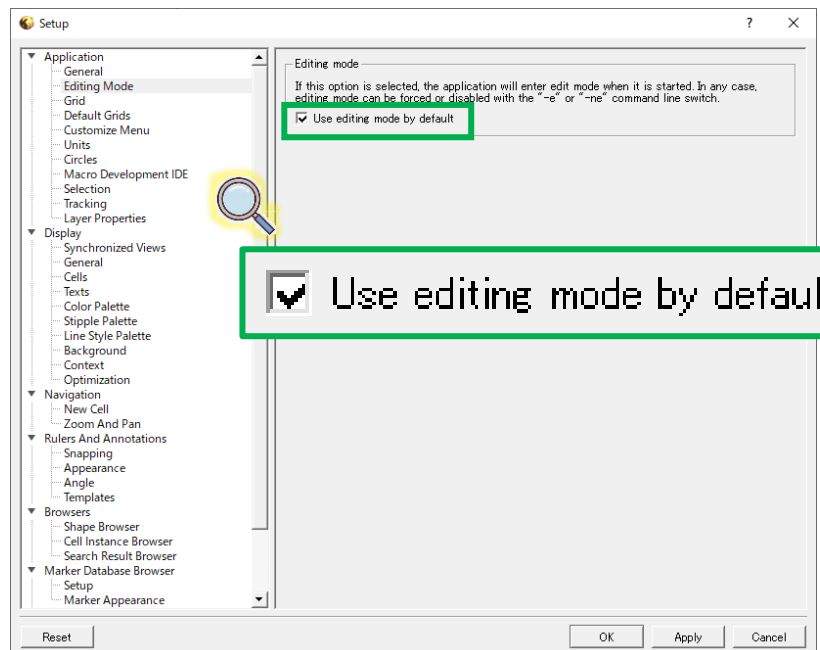 Setup
Application
General
Editing Mode
Grid
Default Grids
Customize Menu
Units
Circles
Macro Development IDE
Selection
Tracking
Layer Properties
Display
Synchronized Views
General
Cells
Texts
Color Palette
Stipple Palette
Line Style Palette
Background
Context
Optimization
Navigation
New Cell
Zoom And Pan
Rulers And Annotations
Snapping
Appearance
Angle
Templates
Browsers
Shape Browser
Cell Instance Browser
Search Result Browser
Marker Database Browser
Setup
Marker Appearance
Editing mode
If this option is selected, the application will enter edit mode when it is started. In any case,
editing mode can be forced or disabled with the "-e" or "-ne" command line switch.
Use editing mode by default
Use editing mode by defaul
Reset
OK
Apply
Cancel